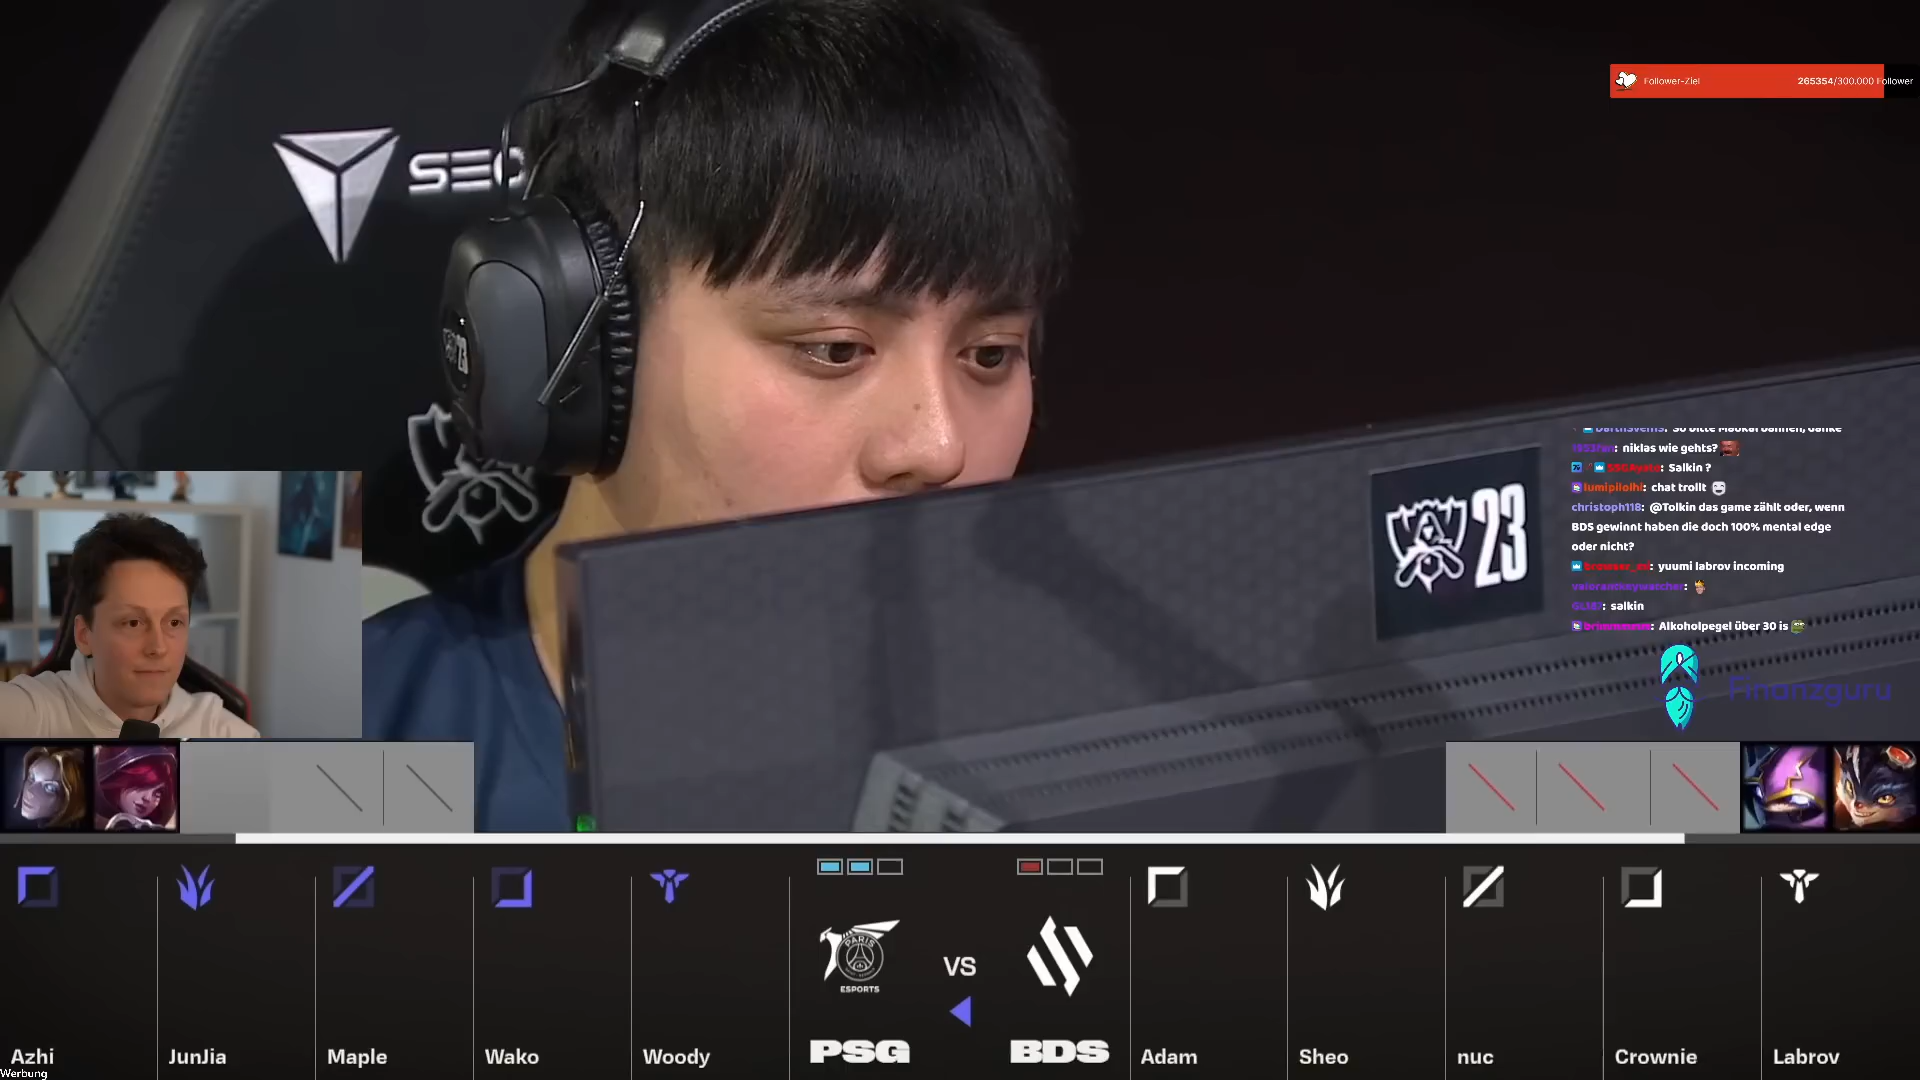 Follower-Ziel
265354/300.000 Follower
SEC
23
23
niklas wie gehts?
Salkin ?
lumipilolhi: chat trollt
christoph118: @Tolkin das game zählt oder, wenn
BDS gewinnt haben die doch 100% mental edge
oder nicht?
yuumi labrov incoming
salkin
Alkoholpegel über 30 is
Finanzguru
PARIS
ESPORTS
VS
PSG
BDS
Azhi
JunJia
Maple
Wako
Woody
Adam
Sheo
nuc
Crownie
Labrov
Werbung